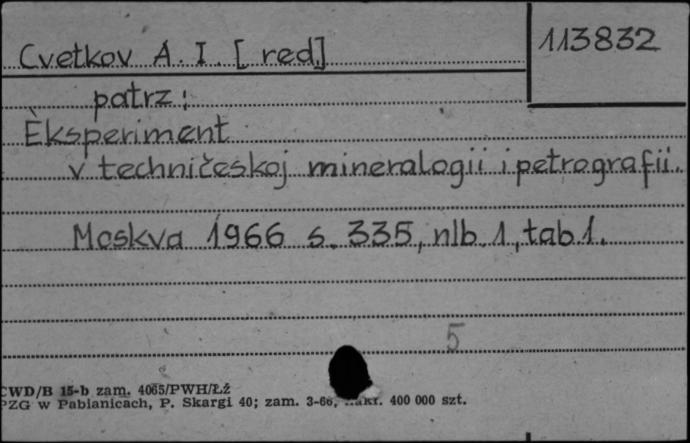 Cvetkov A. I. [red.]
113832
patrz:
Èksperiment
v techničeskoj mineralogii i petrografii.
Moskva 1966 s. 335, nlb. 1, tab 1.
5
CWD/B 15-b zam. 4065/PWH/Łż
PZG w Pabianicach, P. Skargi 40; zam. 3-66, nakł. 400 000 szt.